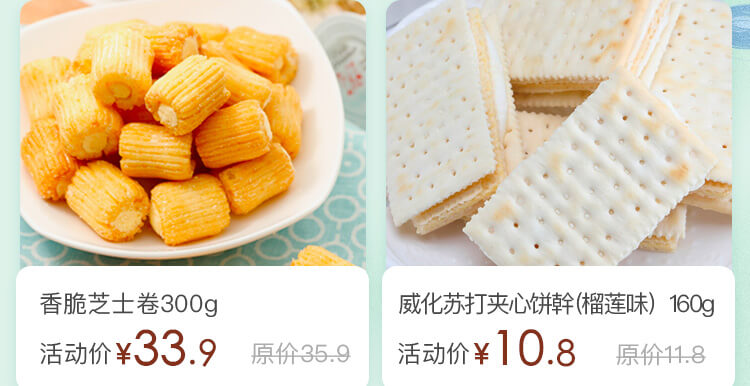 香脆芝士卷300g
活动价¥33.9 原价35.9
威化苏打夹心饼幹(榴莲味) 160g
活动价¥10.8 原价11.8